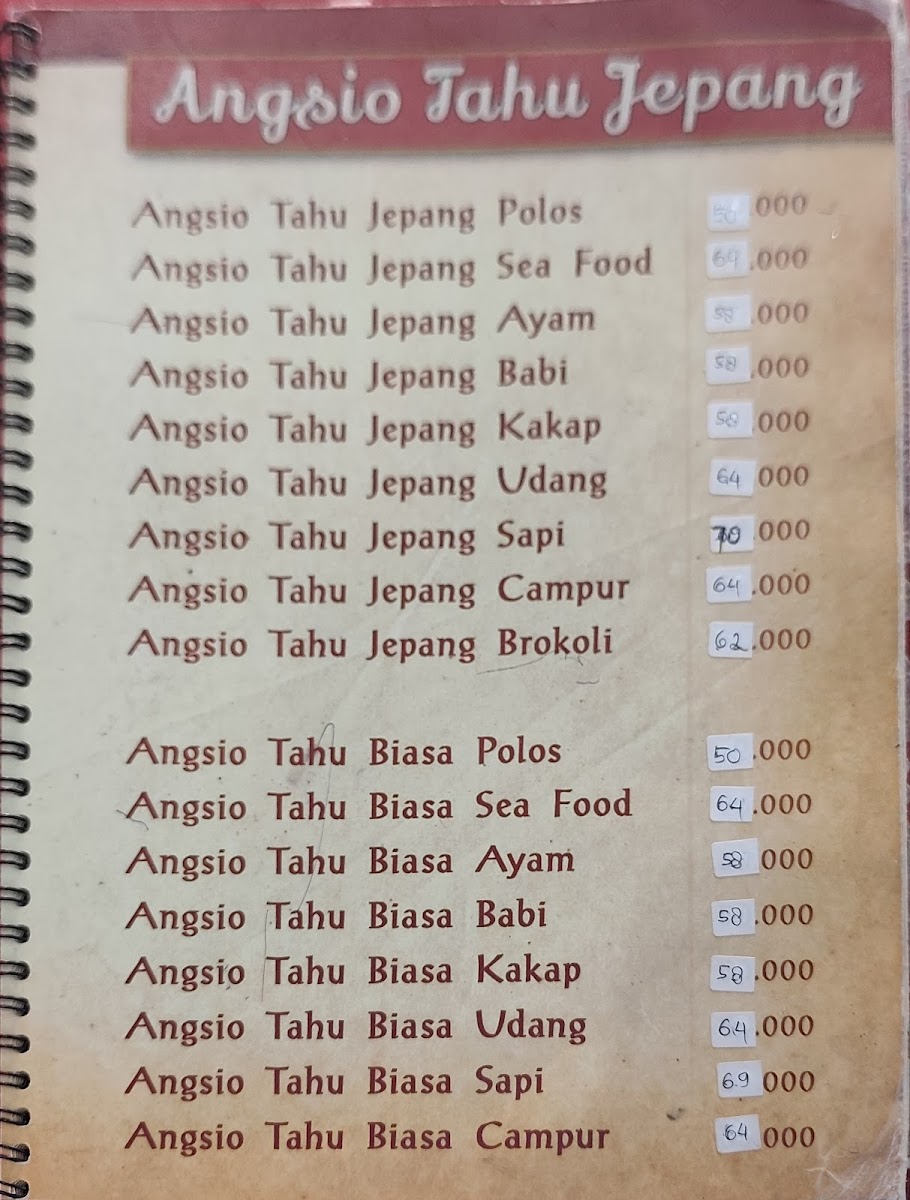 Angsio Tahu Jepang
Angsio Tahu Jepang Polos 50.000
Angsio Tahu Jepang Sea Food 64.000
Angsio Tahu Jepang Ayam 58.000
Angsio Tahu Jepang Babi 58.000
Angsio Tahu Jepang Kakap 58.000
Angsio Tahu Jepang Udang 64.000
Angsio Tahu Jepang Sapi 70.000
Angsio Tahu Jepang Campur 64.000
Angsio Tahu Jepang Brokoli 62.000
Angsio Tahu Biasa Polos 50.000
Angsio Tahu Biasa Sea Food 64.000
Angsio Tahu Biasa Ayam 58.000
Angsio Tahu Biasa Babi 58.000
Angsio Tahu Biasa Kakap 58.000
Angsio Tahu Biasa Udang 64.000
Angsio Tahu Biasa Sapi 69.000
Angsio Tahu Biasa Campur 64.000